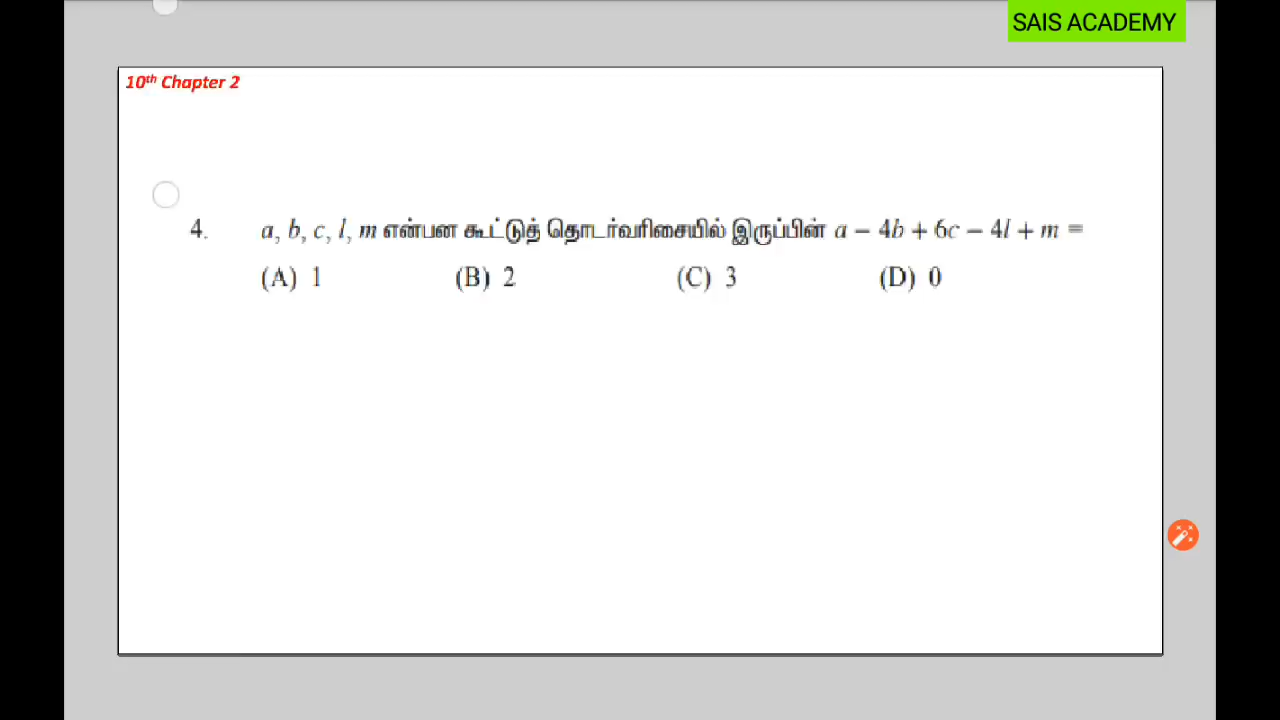 SAIS ACADEMY
10th Chapter 2
4. a, b, c, l, m என்பன கூட்டுத் தொடர்வரிசையில் இருப்பின் a − 4b + 6c − 4l + m =
(A) 1 (B) 2 (C) 3 (D) 0